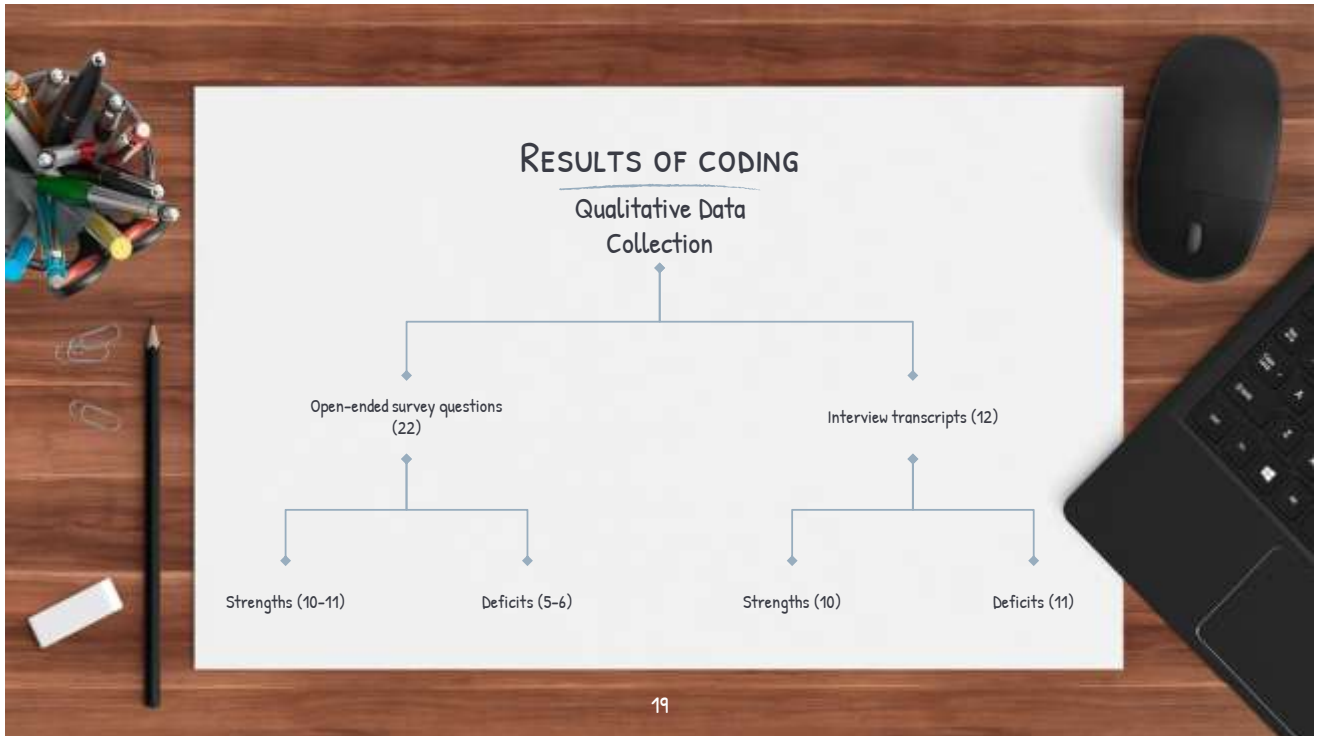 Results of coding
Qualitative Data
Collection
Open-ended survey questions
(22)
Interview transcripts (12)
Strengths (10-11)
Deficits (5-6)
Strengths (10)
Deficits (11)
19